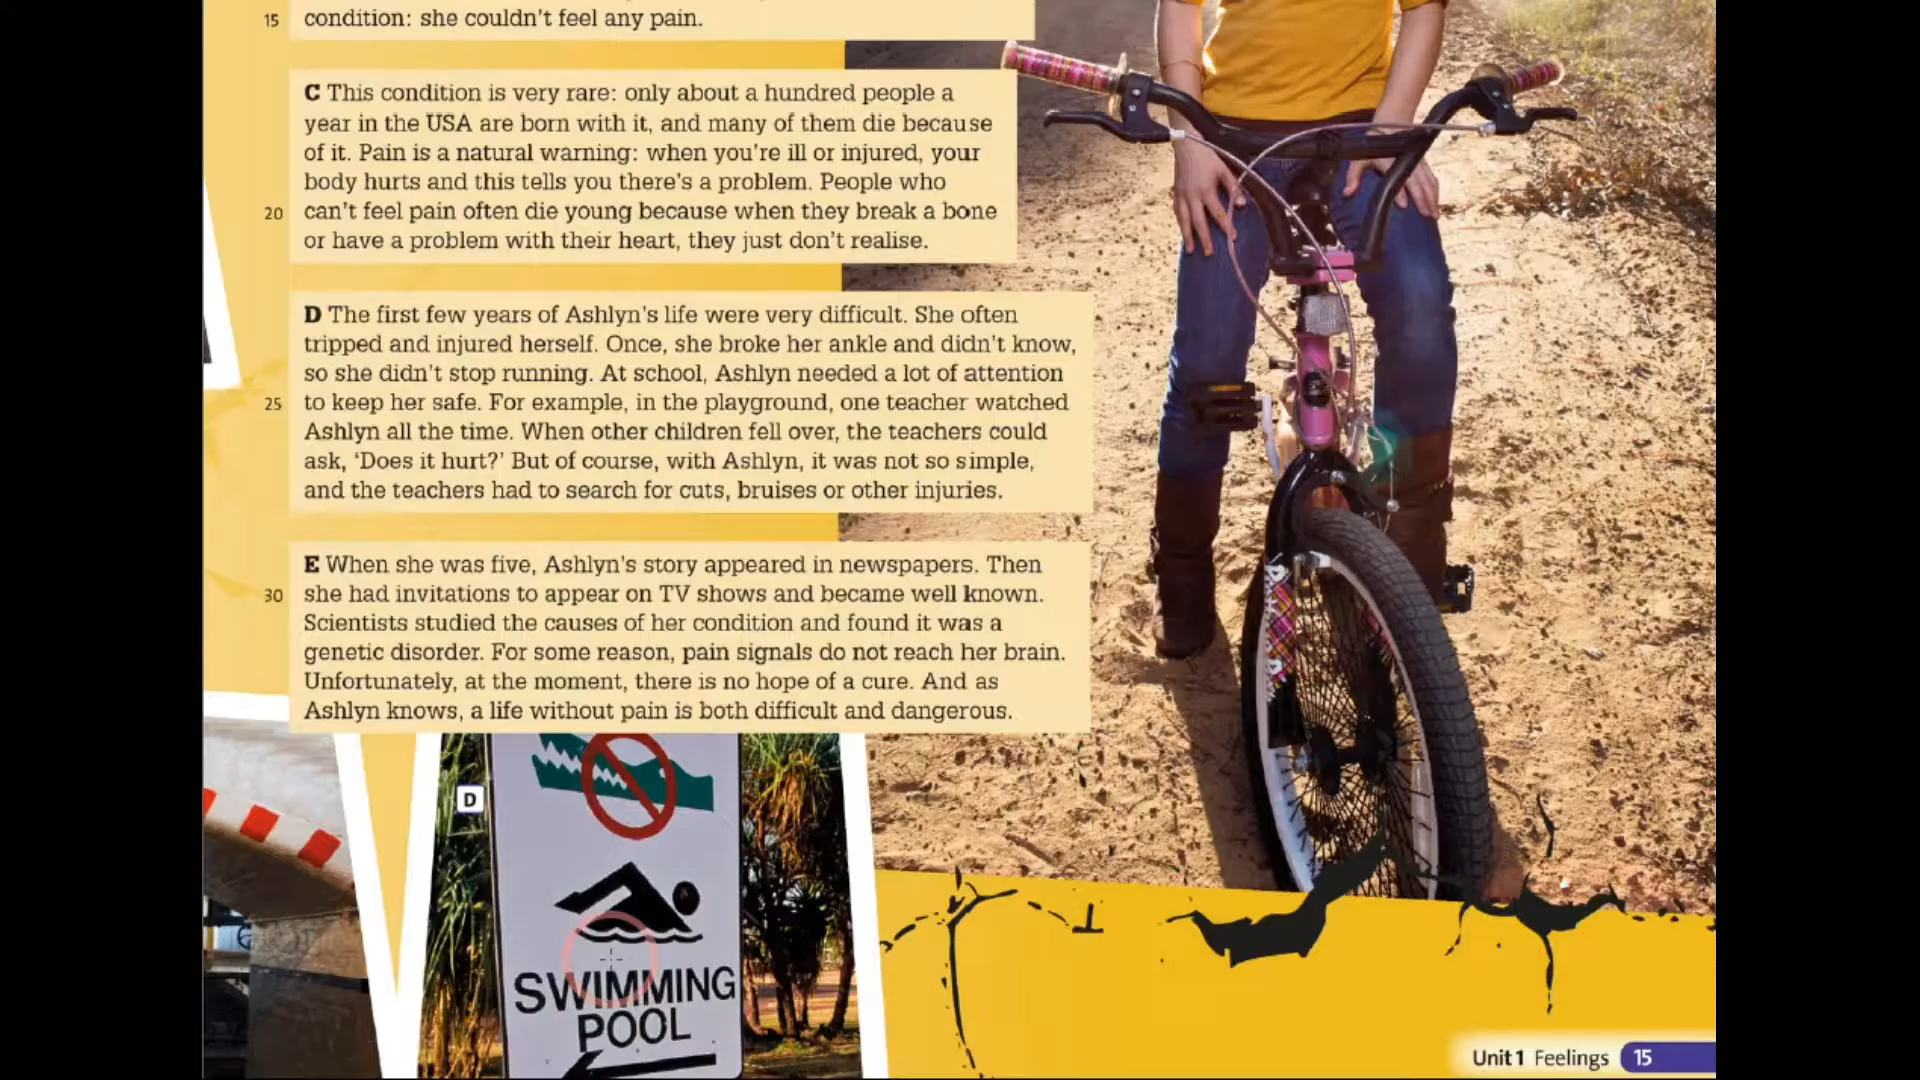 15 condition: she couldn't feel any pain.
C This condition is very rare: only about a hundred people a
year in the USA are born with it, and many of them die because
of it. Pain is a natural warning: when you're ill or injured, your
body hurts and this tells you there's a problem. People who
20 can't feel pain often die young because when they break a bone
or have a problem with their heart, they just don't realise.
D The first few years of Ashlyn's life were very difficult. She often
tripped and injured herself. Once, she broke her ankle and didn't know,
so she didn't stop running. At school, Ashlyn needed a lot of attention
25 to keep her safe. For example, in the playground, one teacher watched
Ashlyn all the time. When other children fell over, the teachers could
ask, ‘Does it hurt?’ But of course, with Ashlyn, it was not so simple,
and the teachers had to search for cuts, bruises or other injuries.
E When she was five, Ashlyn's story appeared in newspapers. Then
30 she had invitations to appear on TV shows and became well known.
Scientists studied the causes of her condition and found it was a
genetic disorder. For some reason, pain signals do not reach her brain.
Unfortunately, at the moment, there is no hope of a cure. And as
Ashlyn knows, a life without pain is both difficult and dangerous.
D
SWIMMING
POOL
Unit 1 Feelings 15